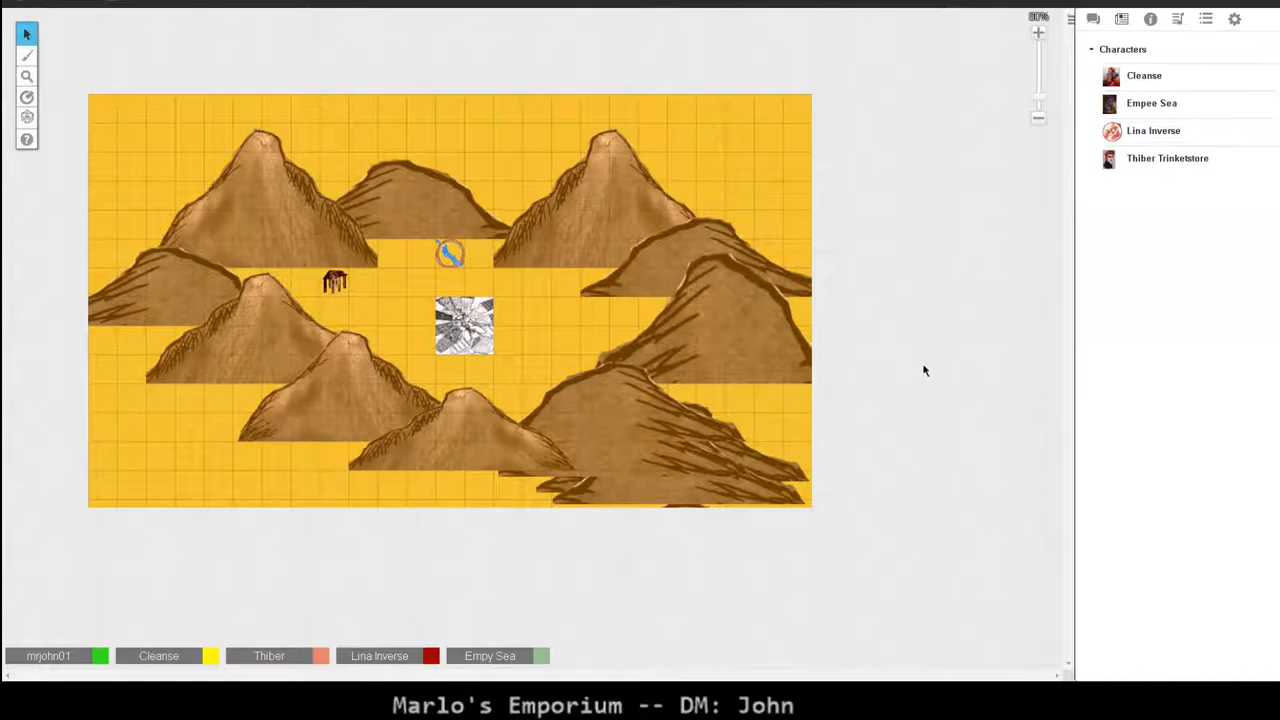 80%
Characters
Cleanse
Empee Sea
Lina Inverse
Thiber Trinketstore
mrjohn01 Cleanse Thiber Lina Inverse Empy Sea
Marlo's Emporium -- DM: John